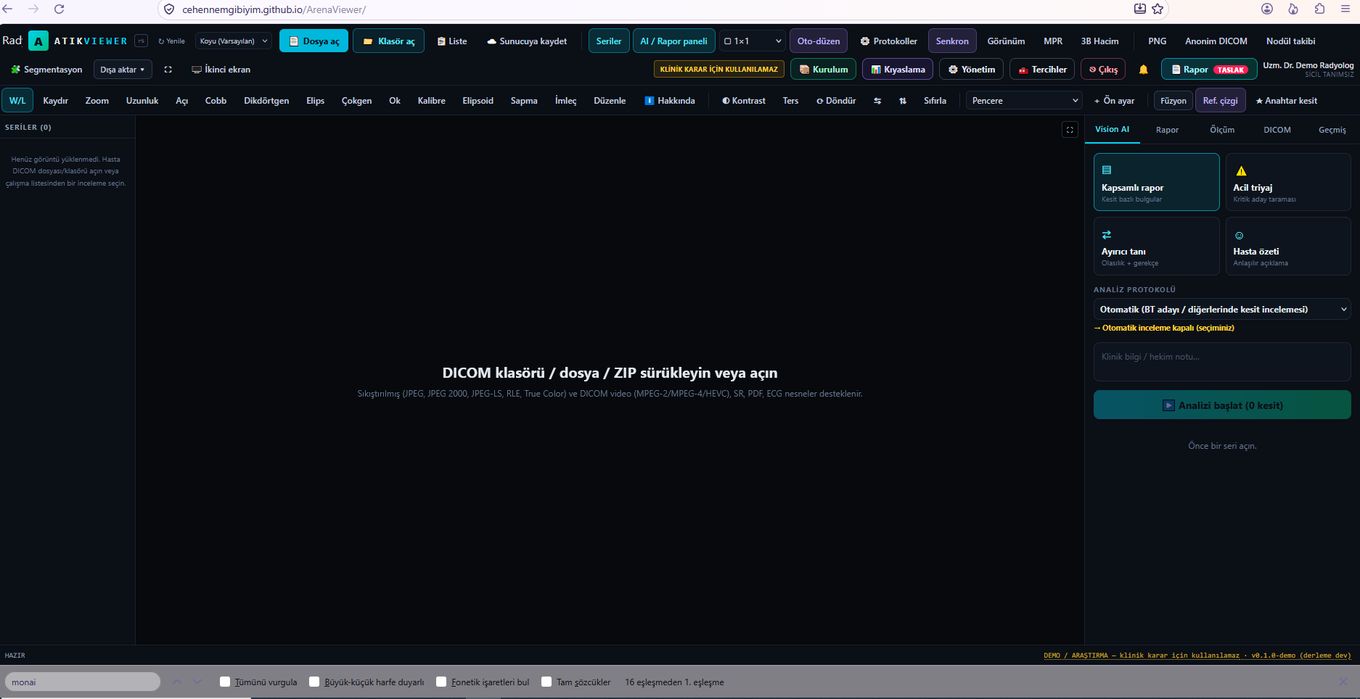 cehennemgibiyim.github.io/ArenaViewer/
Rad A ATIKVIEWER ↻ Yenile Koyu (Varsayılan) Dosya aç Klasör aç Liste Sunucuya kaydet Seriler AI / Rapor paneli 1×1 Oto-düzen Protokoller Senkron Görünüm MPR 3B Hacim PNG Anonim DICOM Nodül takibi
Segmentasyon Dışa aktar ▾ İkinci ekran KLİNİK KARAR İÇİN KULLANILAMAZ Kurulum Kıyaslama Yönetim Tercihler Çıkış Rapor TASLAK Uzm. Dr. Demo Radyolog
SİCİL TANIMSIZ
W/L Kaydır Zoom Uzunluk Açı Cobb Dikdörtgen Elips Çokgen Ok Kalibre Elipsoid Sapma İmleç Düzenle Hakkında Kontrast Ters Döndür Sıfırla Pencere + Ön ayar Füzyon Ref. çizgi ★ Anahtar kesit
SERİLER (0)
Henüz görüntü yüklenmedi. Hasta
DICOM dosyası/klasörü açın veya
çalışma listesinden bir inceleme seçin.
DICOM klasörü / dosya / ZIP sürükleyin veya açın
Sıkıştırılmış (JPEG, JPEG 2000, JPEG-LS, RLE, True Color) ve DICOM video (MPEG-2/MPEG-4/HEVC), SR, PDF, ECG nesneler desteklenir.
Vision AI Rapor Ölçüm DICOM Geçmiş
Kapsamlı rapor
Kesit bazlı bulgular
Acil triyaj
Kritik aday taraması
Ayırıcı tanı
Olasılık + gerekçe
Hasta özeti
Anlaşılır açıklama
ANALİZ PROTOKOLÜ
Otomatik (BT adayı / diğerlerinde kesit incelemesi)
→ Otomatik inceleme kapalı (seçiminiz)
Klinik bilgi / hekim notu...
Analizi başlat (0 kesit)
Önce bir seri açın.
HAZIR
DEMO / ARAŞTIRMA — klinik karar için kullanılamaz · v0.1.0-demo (derleme dev)
monai Tümünü vurgula Büyük-küçük harfe duyarlı Fonetik işaretleri bul Tam sözcükler 16 eşleşmeden 1. eşleşme